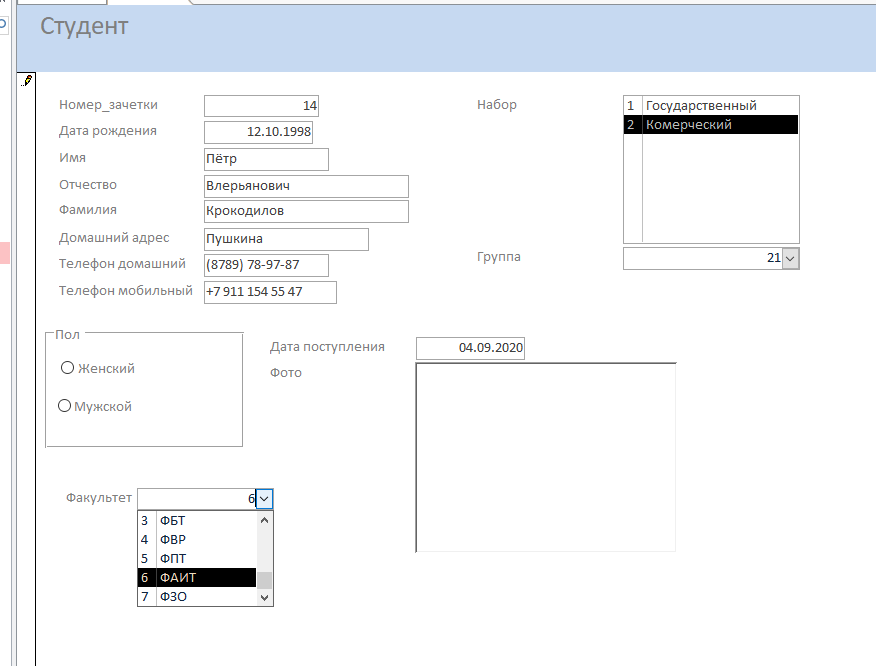 Студент
Номер_зачетки 14
Дата рождения 12.10.1998
Имя Пётр
Отчество Влерьянович
Фамилия Крокодилов
Домашний адрес Пушкина
Телефон домашний (8789) 78-97-87
Телефон мобильный +7 911 154 55 47
Набор
1 Государственный
2 Комерческий
Группа 21
Пол
Женский
Мужской
Дата поступления 04.09.2020
Фото
Факультет 6
3 ФБТ
4 ФВР
5 ФПТ
6 ФАИТ
7 ФЗО